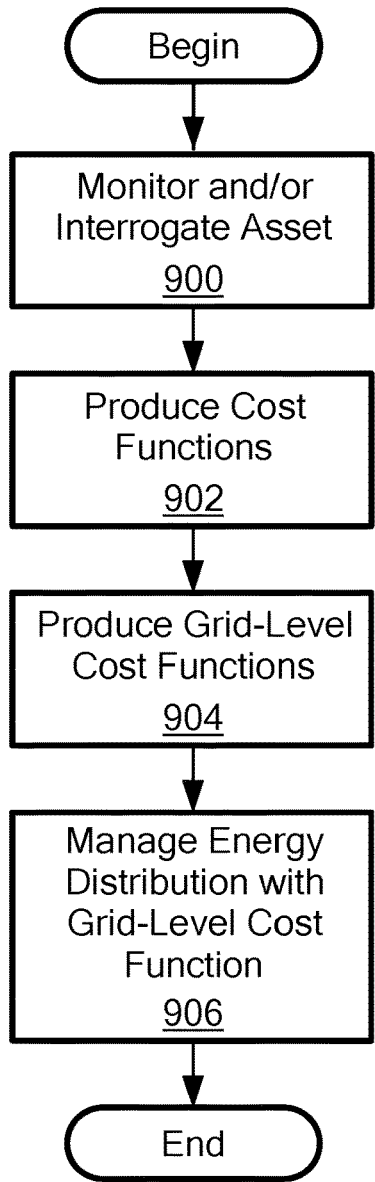 Begin
Monitor and/or
Interrogate Asset
900
Produce Cost
Functions
902
Produce Grid-Level
Cost Functions
904
Manage Energy
Distribution with
Grid-Level Cost
Function
906
End